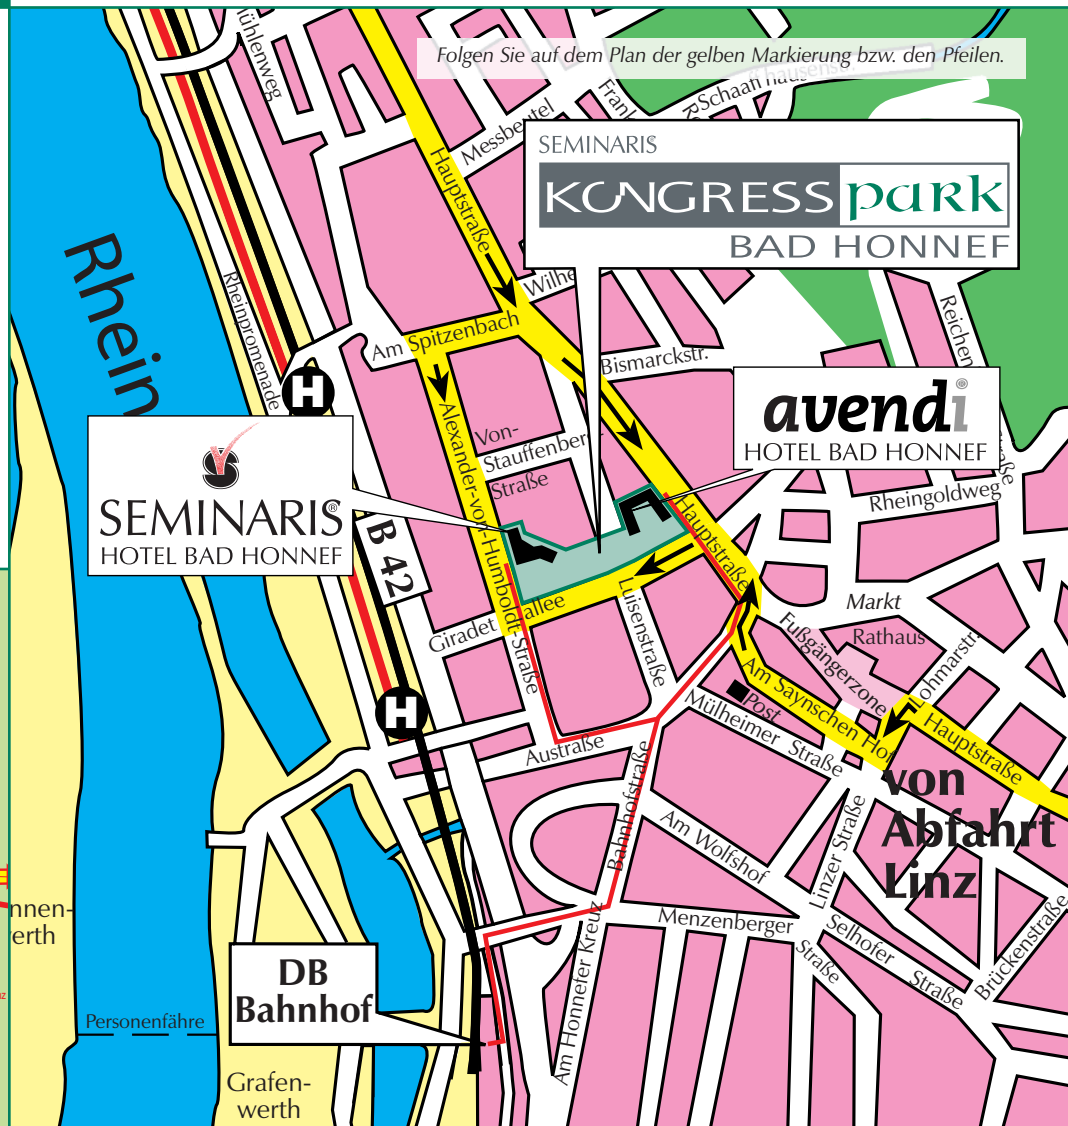 Folgen Sie auf dem Plan der gelben Markierung bzw. den Pfeilen.
Messbeutel
Hauptstraße
SEMINARIS
KONGRESS park
BAD HONNEF
Rhein
Rheinpromenade
Am Spitzenbach
Bismarckstr.
H
avendi®
HOTEL BAD HONNEF
SEMINARIS®
HOTEL BAD HONNEF
Alexander-von-Humboldt-Straße
Von-
Stauffenberg
Straße
Rheingoldweg
Reichen
B 42
Hauptstraße
Giradet allee
Luisenstraße
Markt
Rathaus
Fußgängerzone
Lohmarstr.
H
Am Saynschen Hof
Post
Mülheimer Straße
Hauptstraße
Austraße
von
Abfahrt
Linz
Bahnhofstraße
Am Wolfshof
Linzer Straße
Menzenberger
Straße
Selhofer
Straße
Brückenstraße
Am Honnefer Kreuz
nnen-
erth
DB
Bahnhof
Personenfähre
Grafen-
werth